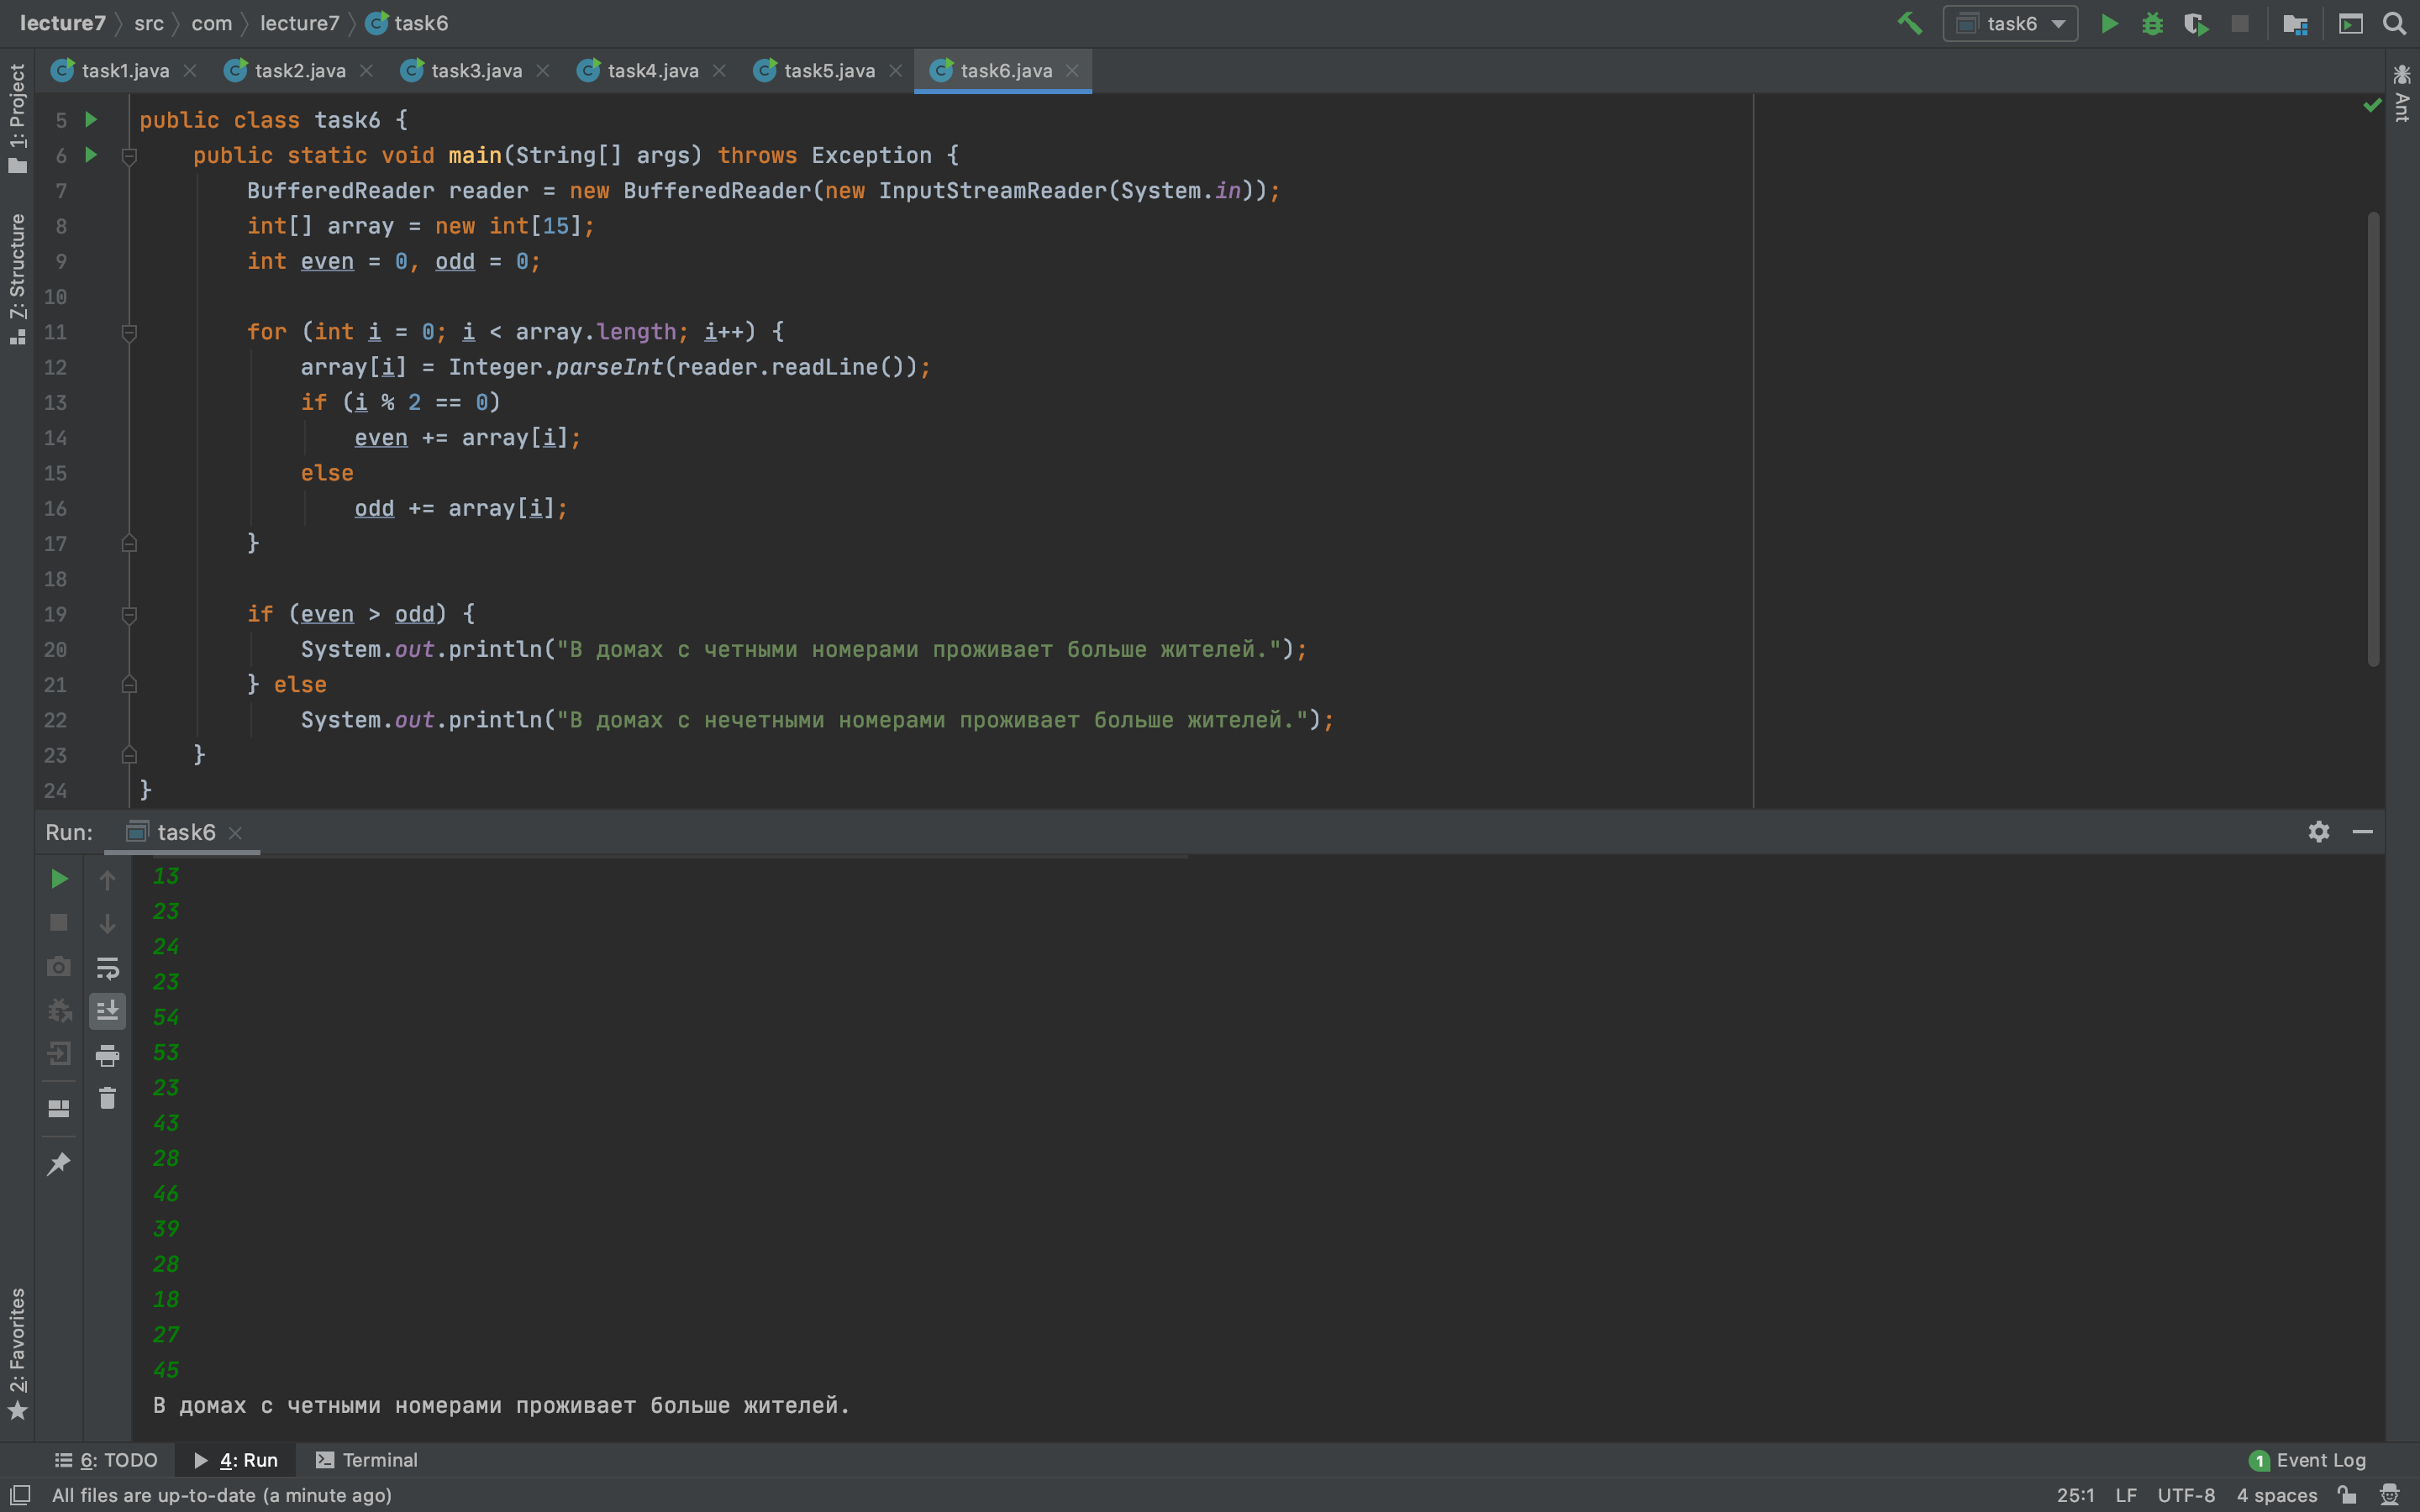 lecture7 src com lecture7 task6 task6
task1.java task2.java task3.java task4.java task5.java task6.java
1: Project
7: Structure
2: Favorites
Ant
5 public class task6 {
6 public static void main(String[] args) throws Exception {
7 BufferedReader reader = new BufferedReader(new InputStreamReader(System.in));
8 int[] array = new int[15];
9 int even = 0, odd = 0;
10
11 for (int i = 0; i < array.length; i++) {
12 array[i] = Integer.parseInt(reader.readLine());
13 if (i % 2 == 0)
14 even += array[i];
15 else
16 odd += array[i];
17 }
18
19 if (even > odd) {
20 System.out.println("В домах с четными номерами проживает больше жителей.");
21 } else
22 System.out.println("В домах с нечетными номерами проживает больше жителей.");
23 }
24 }
Run: task6
13
23
24
23
54
53
23
43
28
46
39
28
18
27
45
В домах с четными номерами проживает больше жителей.
6: TODO 4: Run Terminal 1 Event Log
All files are up-to-date (a minute ago) 25:1 LF UTF-8 4 spaces